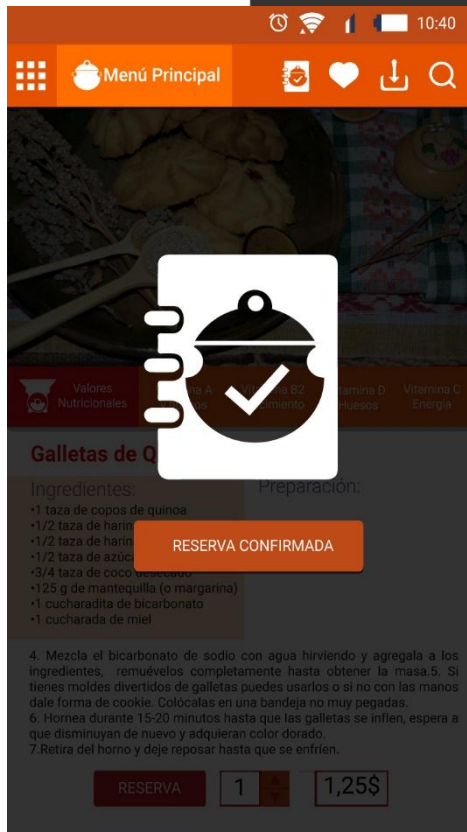 10:40
Menú Principal
Valores
Nutricionales
Vitamina D
Huesos
Vitamina C
Energia
Galletas de Q
Ingredientes:
Preparación:
•1 taza de copos de quinoa
•1/2 taza de harin
•1/2 taza de harin
•1/2 taza de azúc
•3/4 taza de coco desecado
•125 g de mantequilla (o margarina)
•1 cucharadita de bicarbonato
•1 cucharada de miel
RESERVA CONFIRMADA
4. Mezcla el bicarbonato de sodio con agua hirviendo y agregala a los
ingredientes, remuévelos completamente hasta obtener la masa.5. Si
tienes moldes divertidos de galletas puedes usarlos o si no con las manos
dale forma de cookie. Colócalas en una bandeja no muy pegadas.
6. Hornea durante 15-20 minutos hasta que las galletas se inflen, espera a
que disminuyan de nuevo y adquieran color dorado.
7.Retira del horno y deje reposar hasta que se enfríen.
RESERVA
1
1,25$